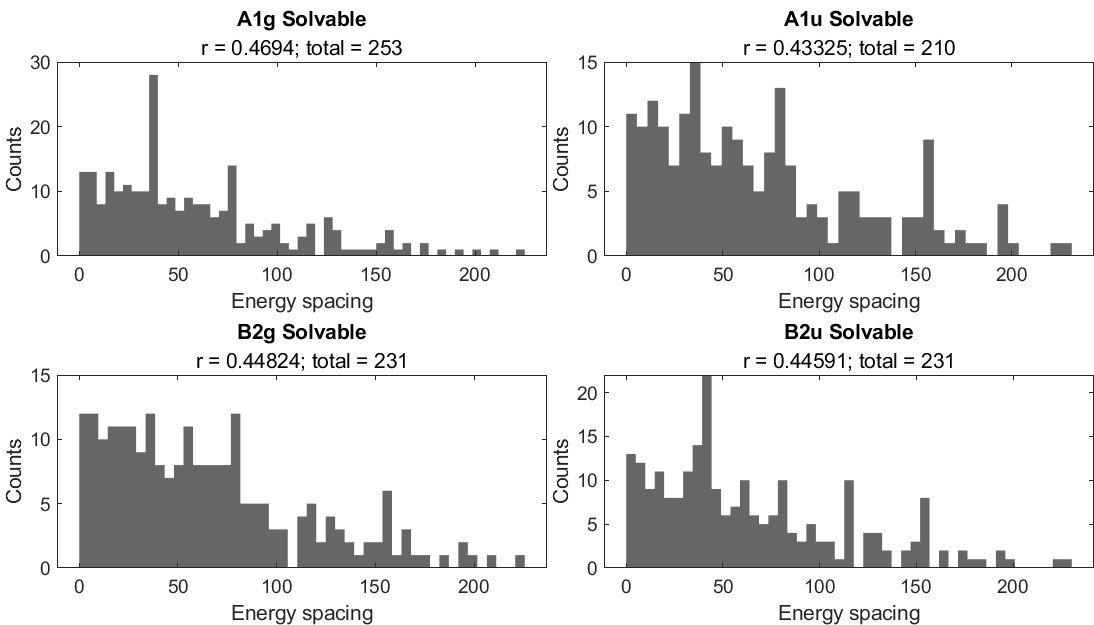 A1g Solvable
r = 0.4694; total = 253
30
20
10
0
Counts
0 50 100 150 200
Energy spacing
A1u Solvable
r = 0.43325; total = 210
15
10
5
0
Counts
0 50 100 150 200
Energy spacing
B2g Solvable
r = 0.44824; total = 231
15
10
5
0
Counts
0 50 100 150 200
Energy spacing
B2u Solvable
r = 0.44591; total = 231
20
15
10
5
0
Counts
0 50 100 150 200
Energy spacing